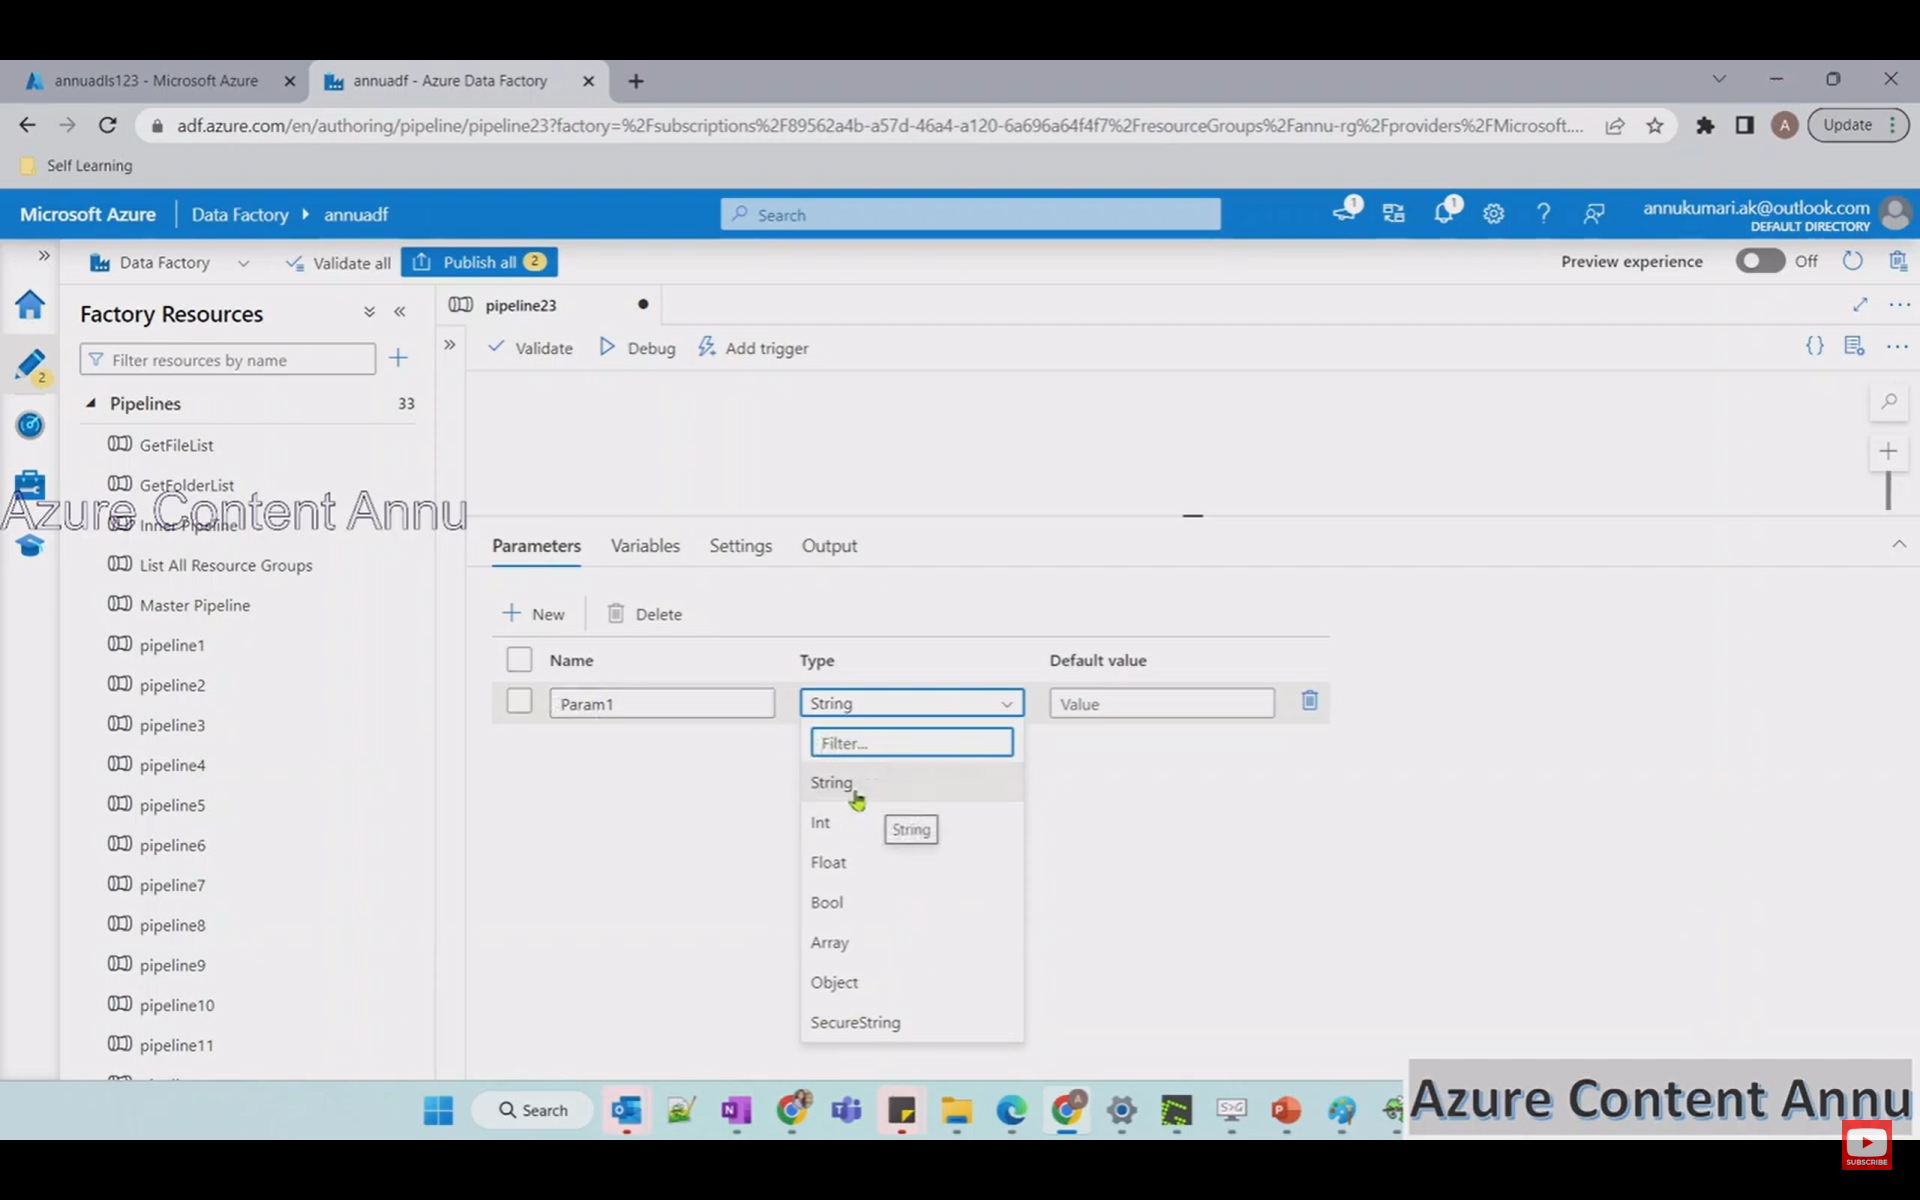 annuadls123 - Microsoft Azure
annuadf - Azure Data Factory
adf.azure.com/en/authoring/pipeline/pipeline23?factory=%2Fsubscriptions%2F89562a4b-a57d-46a4-a120-6a696a64f4f7%2FresourceGroups%2Fannu-rg%2Fproviders%2FMicrosoft....
A
Update
Self Learning
Microsoft Azure
Data Factory
annuadf
Search
1
1
annukumari.ak@outlook.com
DEFAULT DIRECTORY
Data Factory
Validate all
Publish all 2
Preview experience
Off
Factory Resources
pipeline23
Filter resources by name
Validate
Debug
Add trigger
2
Pipelines 33
GetFileList
GetFolderList
Azure Content Annu
Inner Pipeline
List All Resource Groups
Master Pipeline
pipeline1
pipeline2
pipeline3
pipeline4
pipeline5
pipeline6
pipeline7
pipeline8
pipeline9
pipeline10
pipeline11
Parameters Variables Settings Output
New
Delete
Name Type Default value
Param1 String Value
Filter...
String
Int
String
Float
Bool
Array
Object
SecureString
Search
Azure Content Annu
SUBSCRIBE